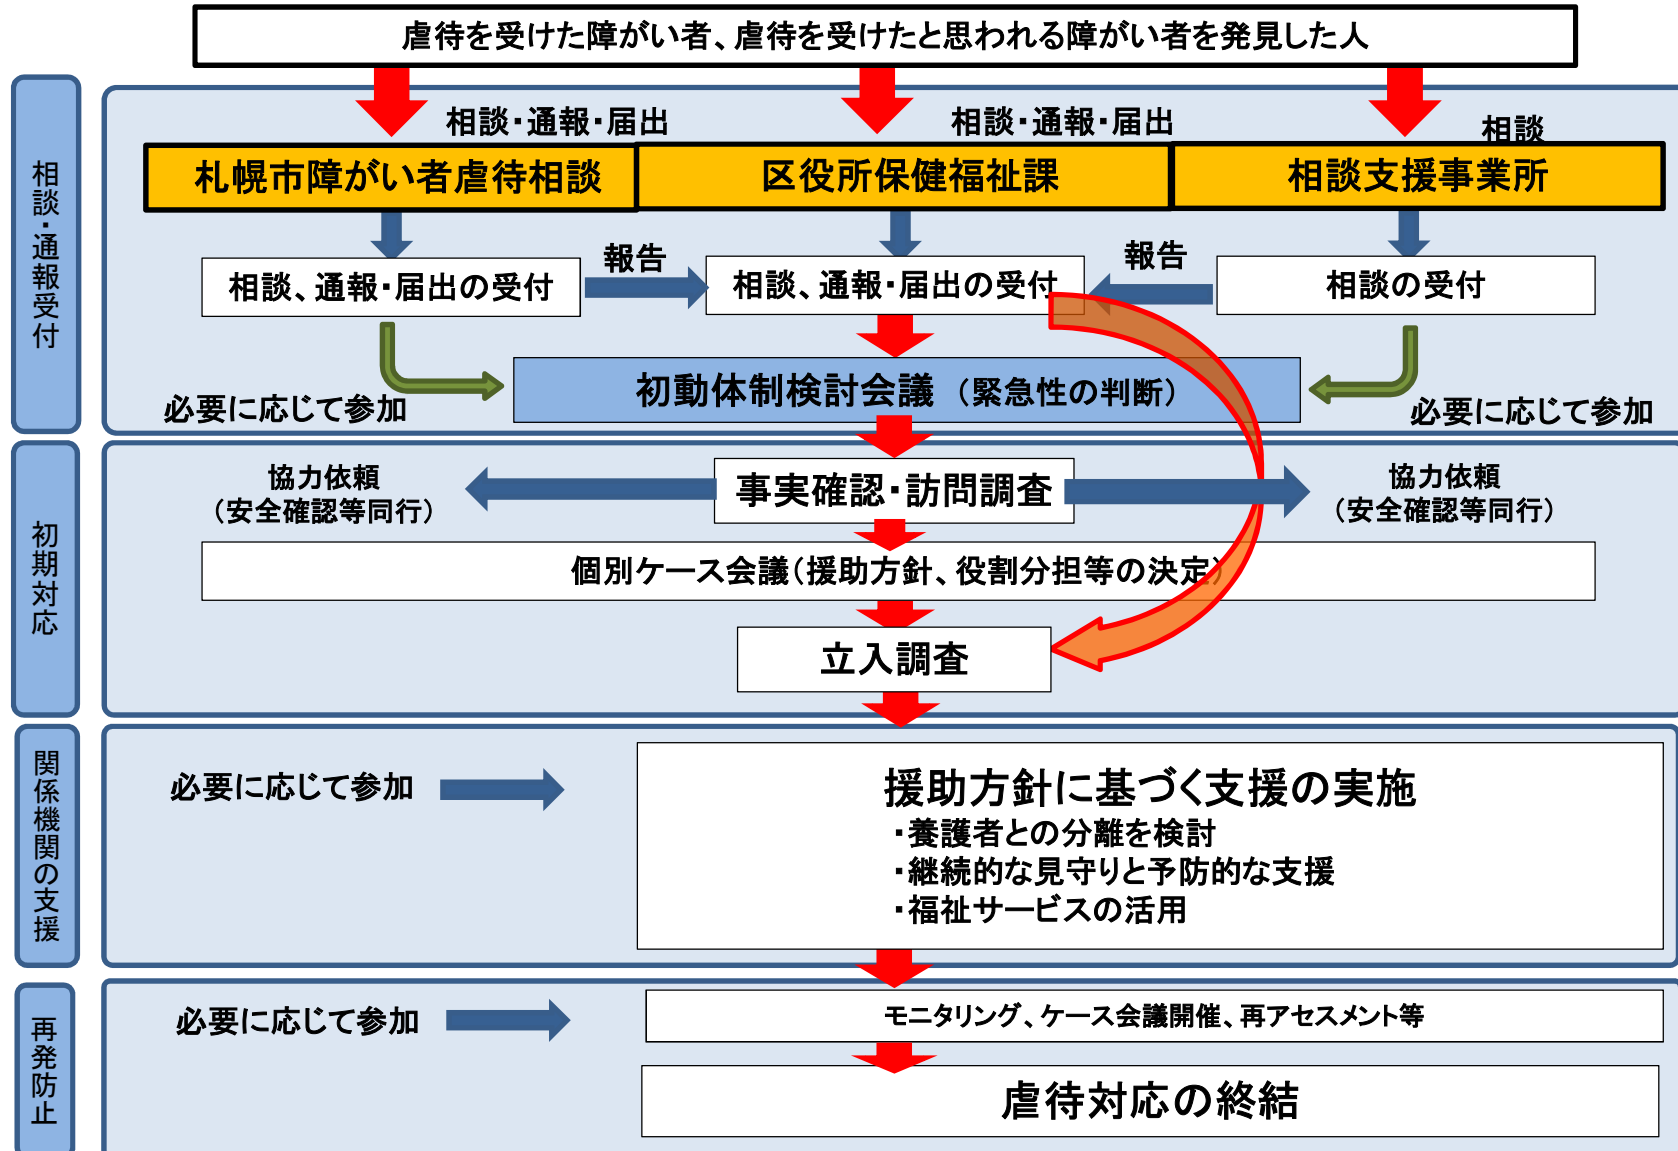 虐待を受けた障がい者、虐待を受けたと思われる障がい者を発見した人
相談・通報受付
相談・通報・届出
相談・通報・届出
相談
札幌市障がい者虐待相談
区役所保健福祉課
相談支援事業所
報告
報告
相談、通報・届出の受付
相談、通報・届出の受付
相談の受付
初動体制検討会議（緊急性の判断）
必要に応じて参加
必要に応じて参加
初期対応
協力依頼
（安全確認等同行）
事実確認・訪問調査
協力依頼
（安全確認等同行）
個別ケース会議（援助方針、役割分担等の決定）
立入調査
関係機関の支援
必要に応じて参加
援助方針に基づく支援の実施
・養護者との分離を検討
・継続的な見守りと予防的な支援
・福祉サービスの活用
再発防止
必要に応じて参加
モニタリング、ケース会議開催、再アセスメント等
虐待対応の終結